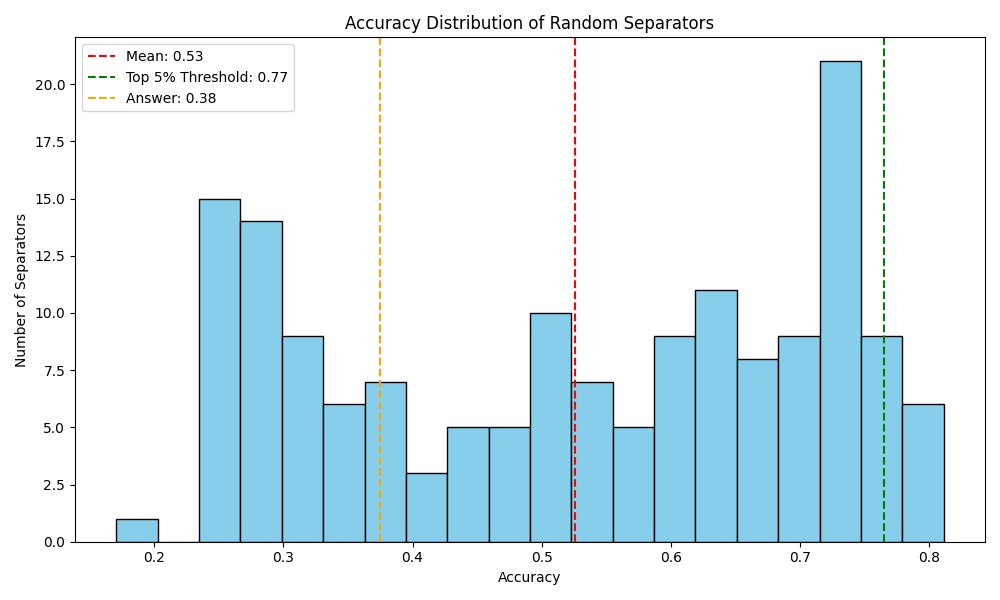 Accuracy Distribution of Random Separators
Mean: 0.53
Top 5% Threshold: 0.77
Answer: 0.38
Number of Separators
20.0
17.5
15.0
12.5
10.0
7.5
5.0
2.5
0.0
0.2 0.3 0.4 0.5 0.6 0.7 0.8
Accuracy